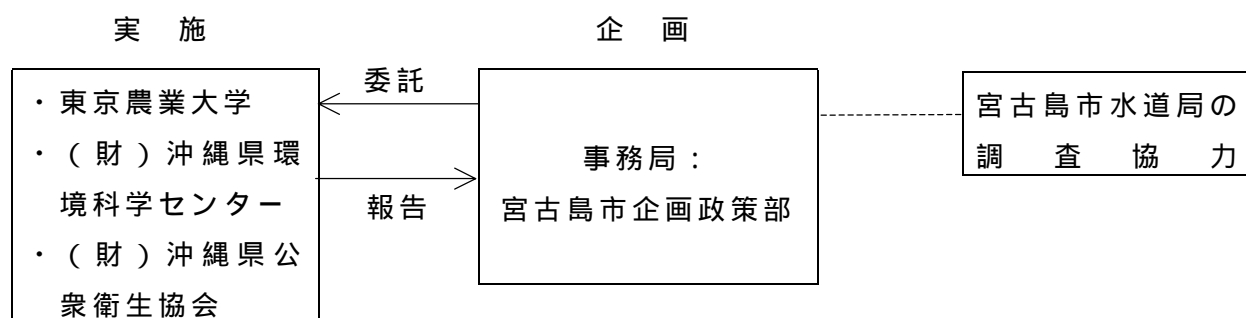 実　施
企　画
・東京農業大学
・（財）沖縄県環
境科学センター
・（財）沖縄県公
衆衛生協会
委託
報告
事務局：
宮古島市企画政策部
宮古島市水道局の
調査協力